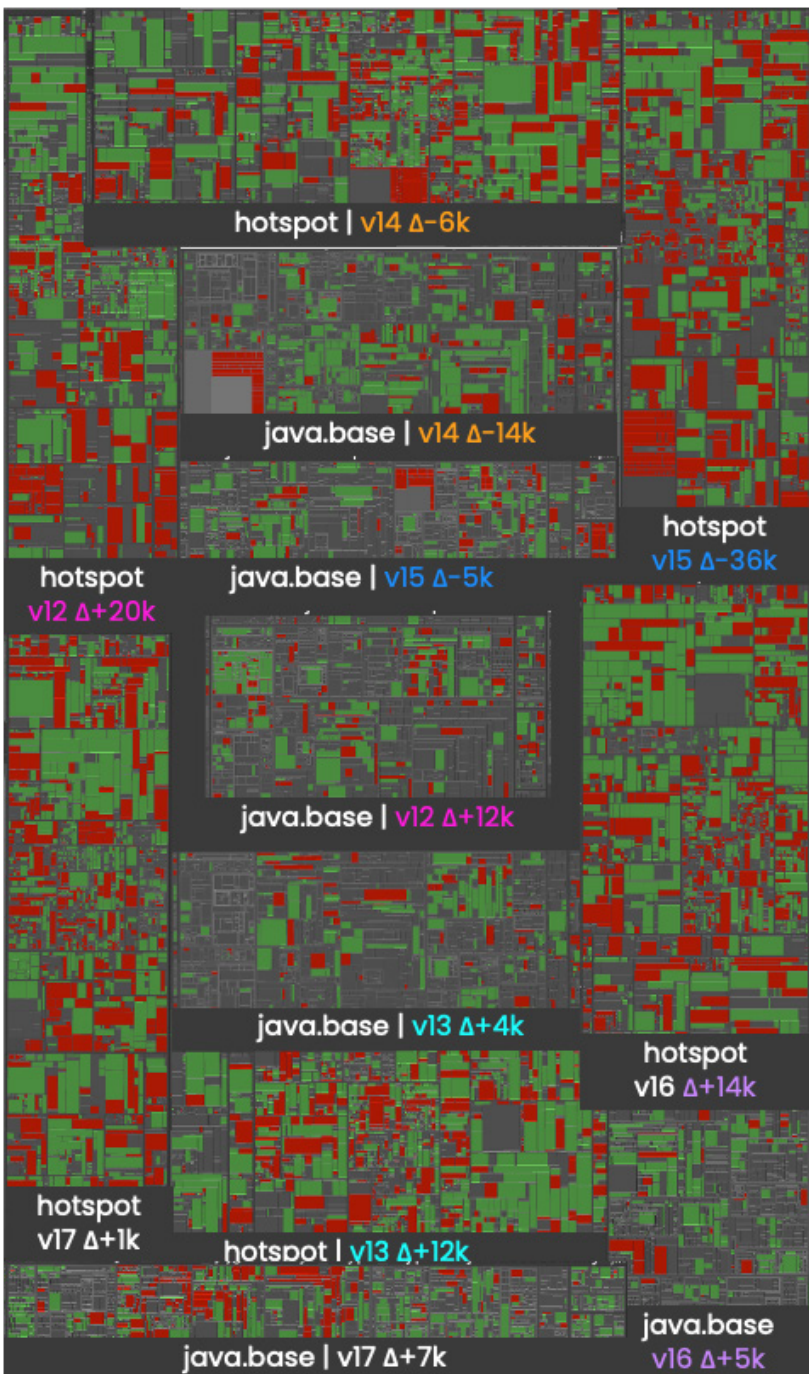 hotspot | v14 Δ-6k
java.base | v14 Δ-14k
hotspot
v15 Δ-36k
java.base | v15 Δ-5k
hotspot
v12 Δ+20k
java.base | v12 Δ+12k
java.base | v13 Δ+4k
hotspot
v16 Δ+14k
hotspot
v17 Δ+1k
hotspot | v13 Δ+12k
java.base
v16 Δ+5k
java.base | v17 Δ+7k